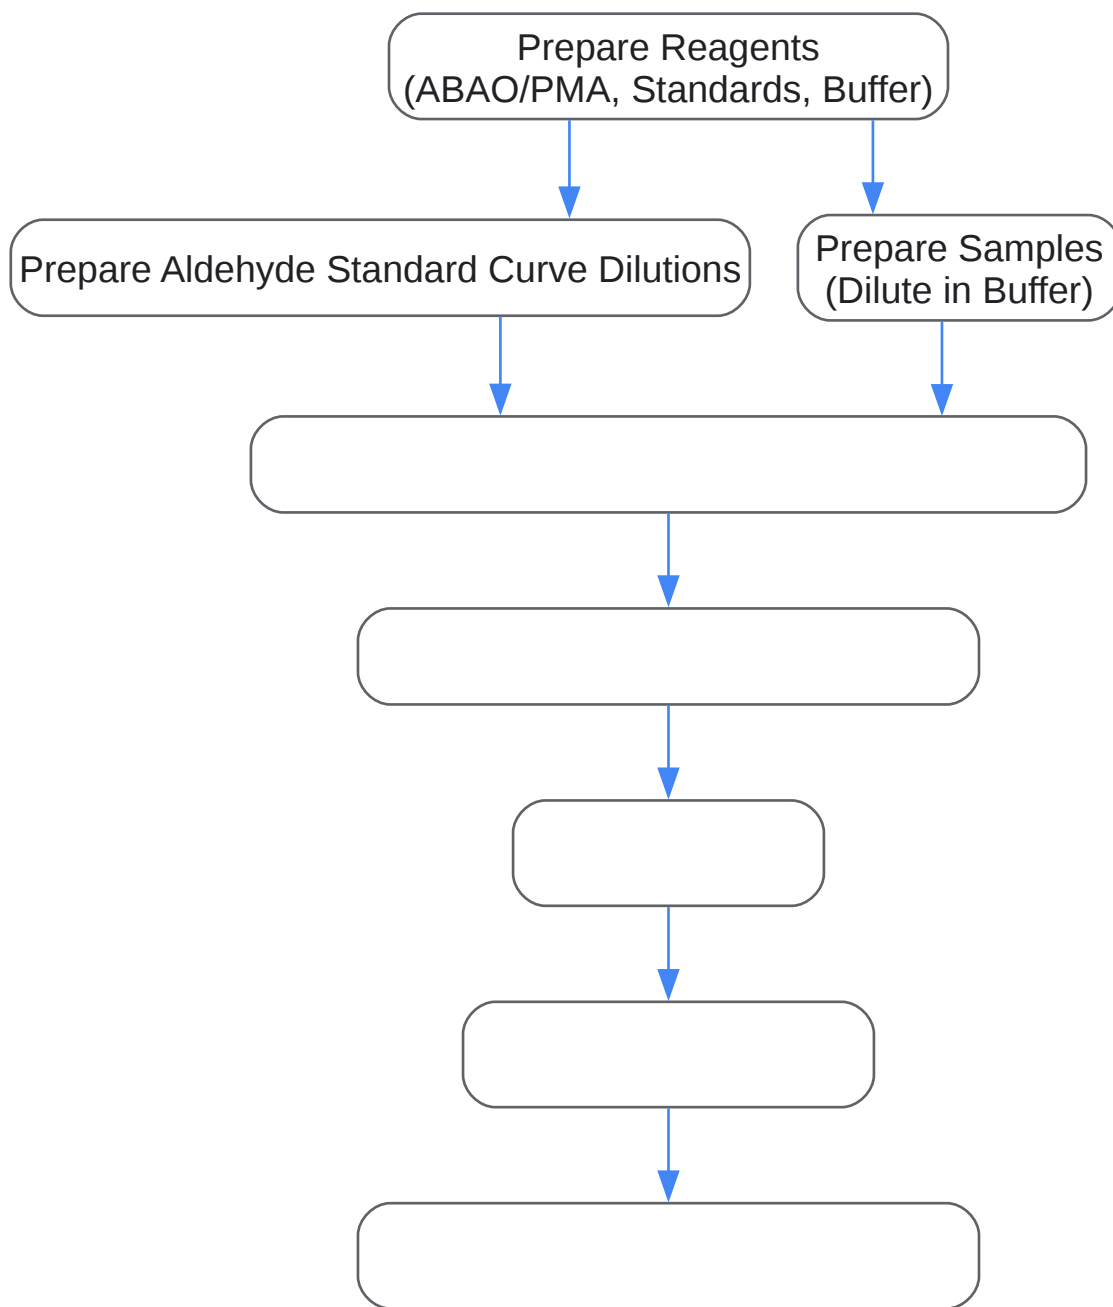 Prepare Reagents
(ABAO/PMA, Standards, Buffer)
Prepare Aldehyde Standard Curve Dilutions
Prepare Samples
(Dilute in Buffer)